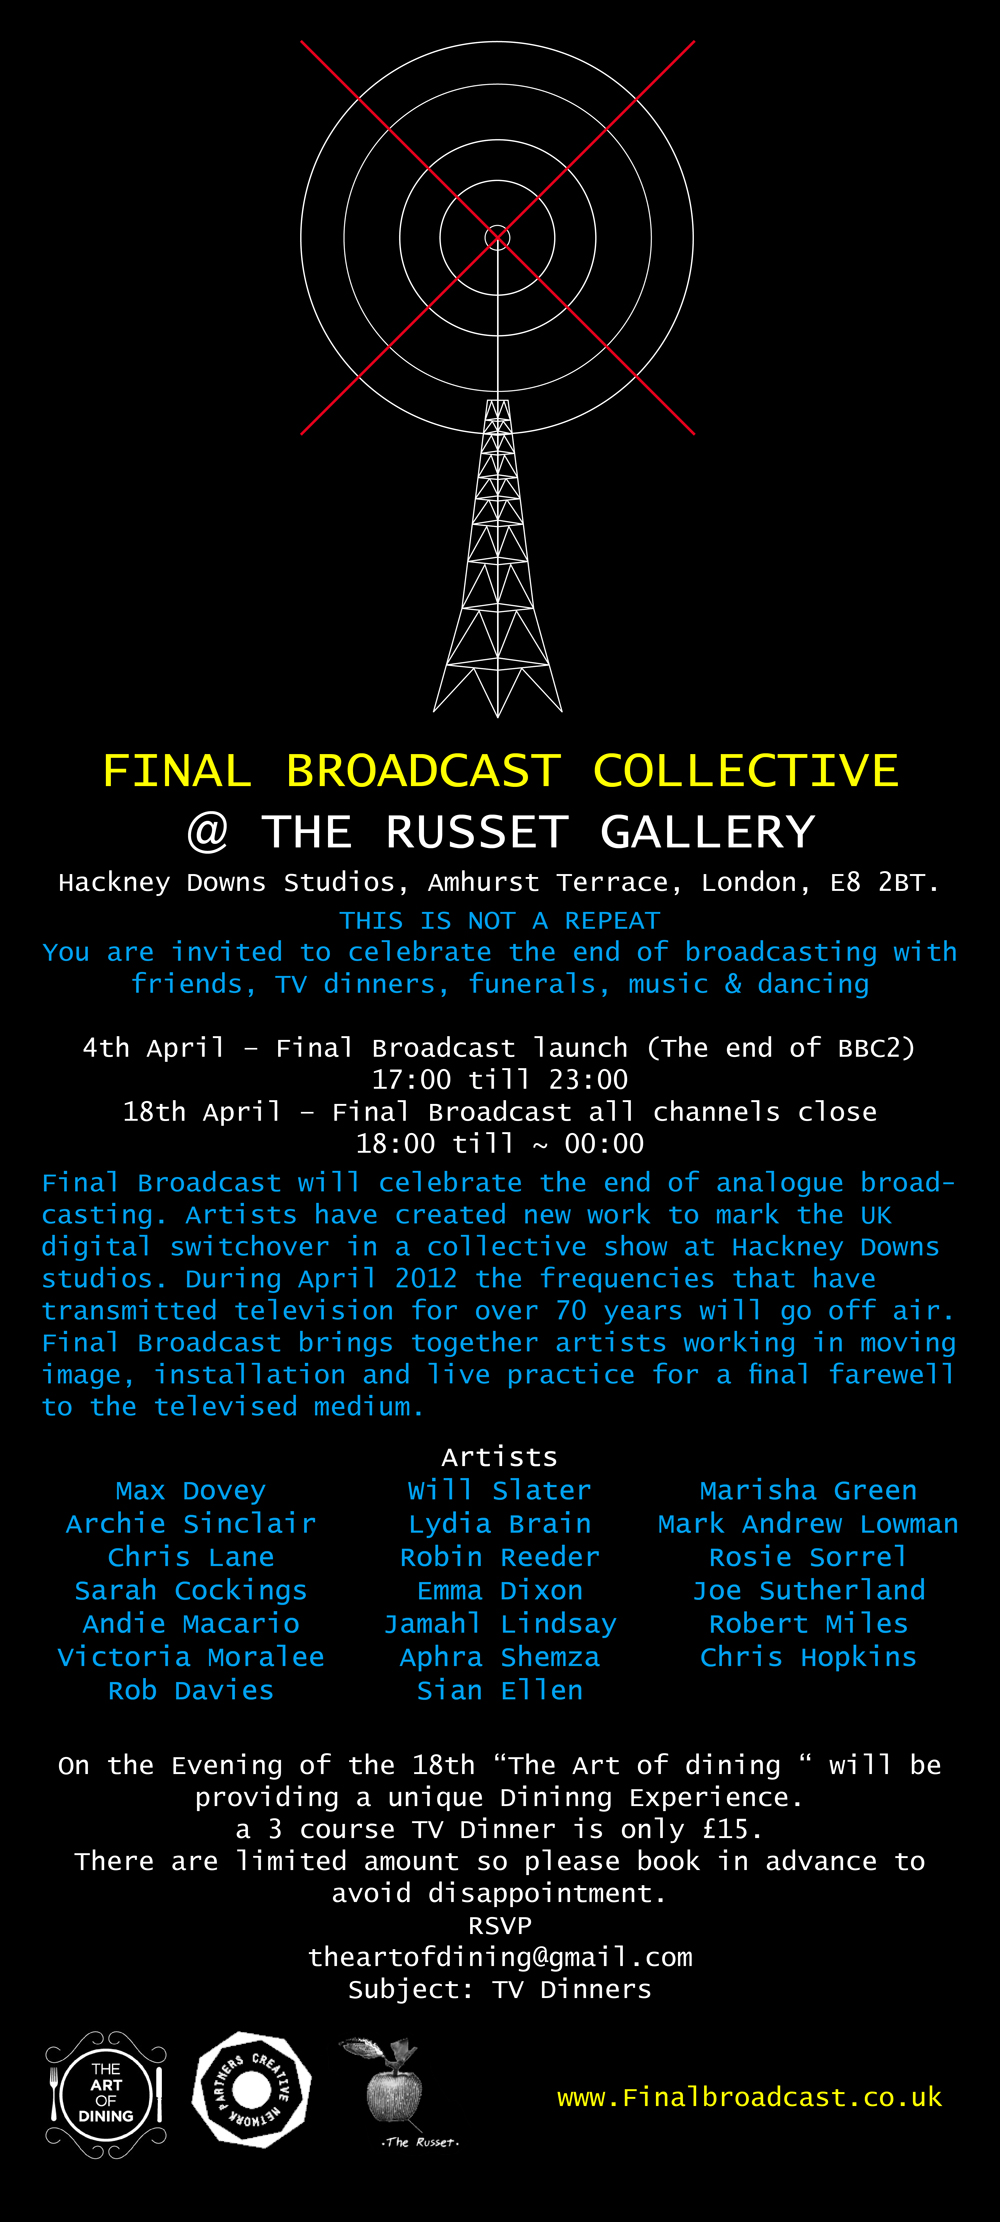 FINAL BROADCAST COLLECTIVE
@ THE RUSSET GALLERY
Hackney Downs Studios, Amhurst Terrace, London, E8 2BT.
THIS IS NOT A REPEAT
You are invited to celebrate the end of broadcasting with
friends, TV dinners, funerals, music & dancing
4th April – Final Broadcast launch (The end of BBC2)
17:00 till 23:00
18th April – Final Broadcast all channels close
18:00 till ~ 00:00
Final Broadcast will celebrate the end of analogue broad-
casting. Artists have created new work to mark the UK
digital switchover in a collective show at Hackney Downs
studios. During April 2012 the frequencies that have
transmitted television for over 70 years will go off air.
Final Broadcast brings together artists working in moving
image, installation and live practice for a final farewell
to the televised medium.
Artists
Max Dovey
Archie Sinclair
Chris Lane
Sarah Cockings
Andie Macario
Victoria Moralee
Rob Davies
Will Slater
Lydia Brain
Robin Reeder
Emma Dixon
Jamahl Lindsay
Aphra Shemza
Sian Ellen
Marisha Green
Mark Andrew Lowman
Rosie Sorrel
Joe Sutherland
Robert Miles
Chris Hopkins
On the Evening of the 18th “The Art of dining “ will be
providing a unique Dininng Experience.
a 3 course TV Dinner is only £15.
There are limited amount so please book in advance to
avoid disappointment.
RSVP
theartofdining@gmail.com
Subject: TV Dinners
THE
ART
OF
DINING
PARTNERS CREATIVE NETWORK
.The Russet.
www.Finalbroadcast.co.uk